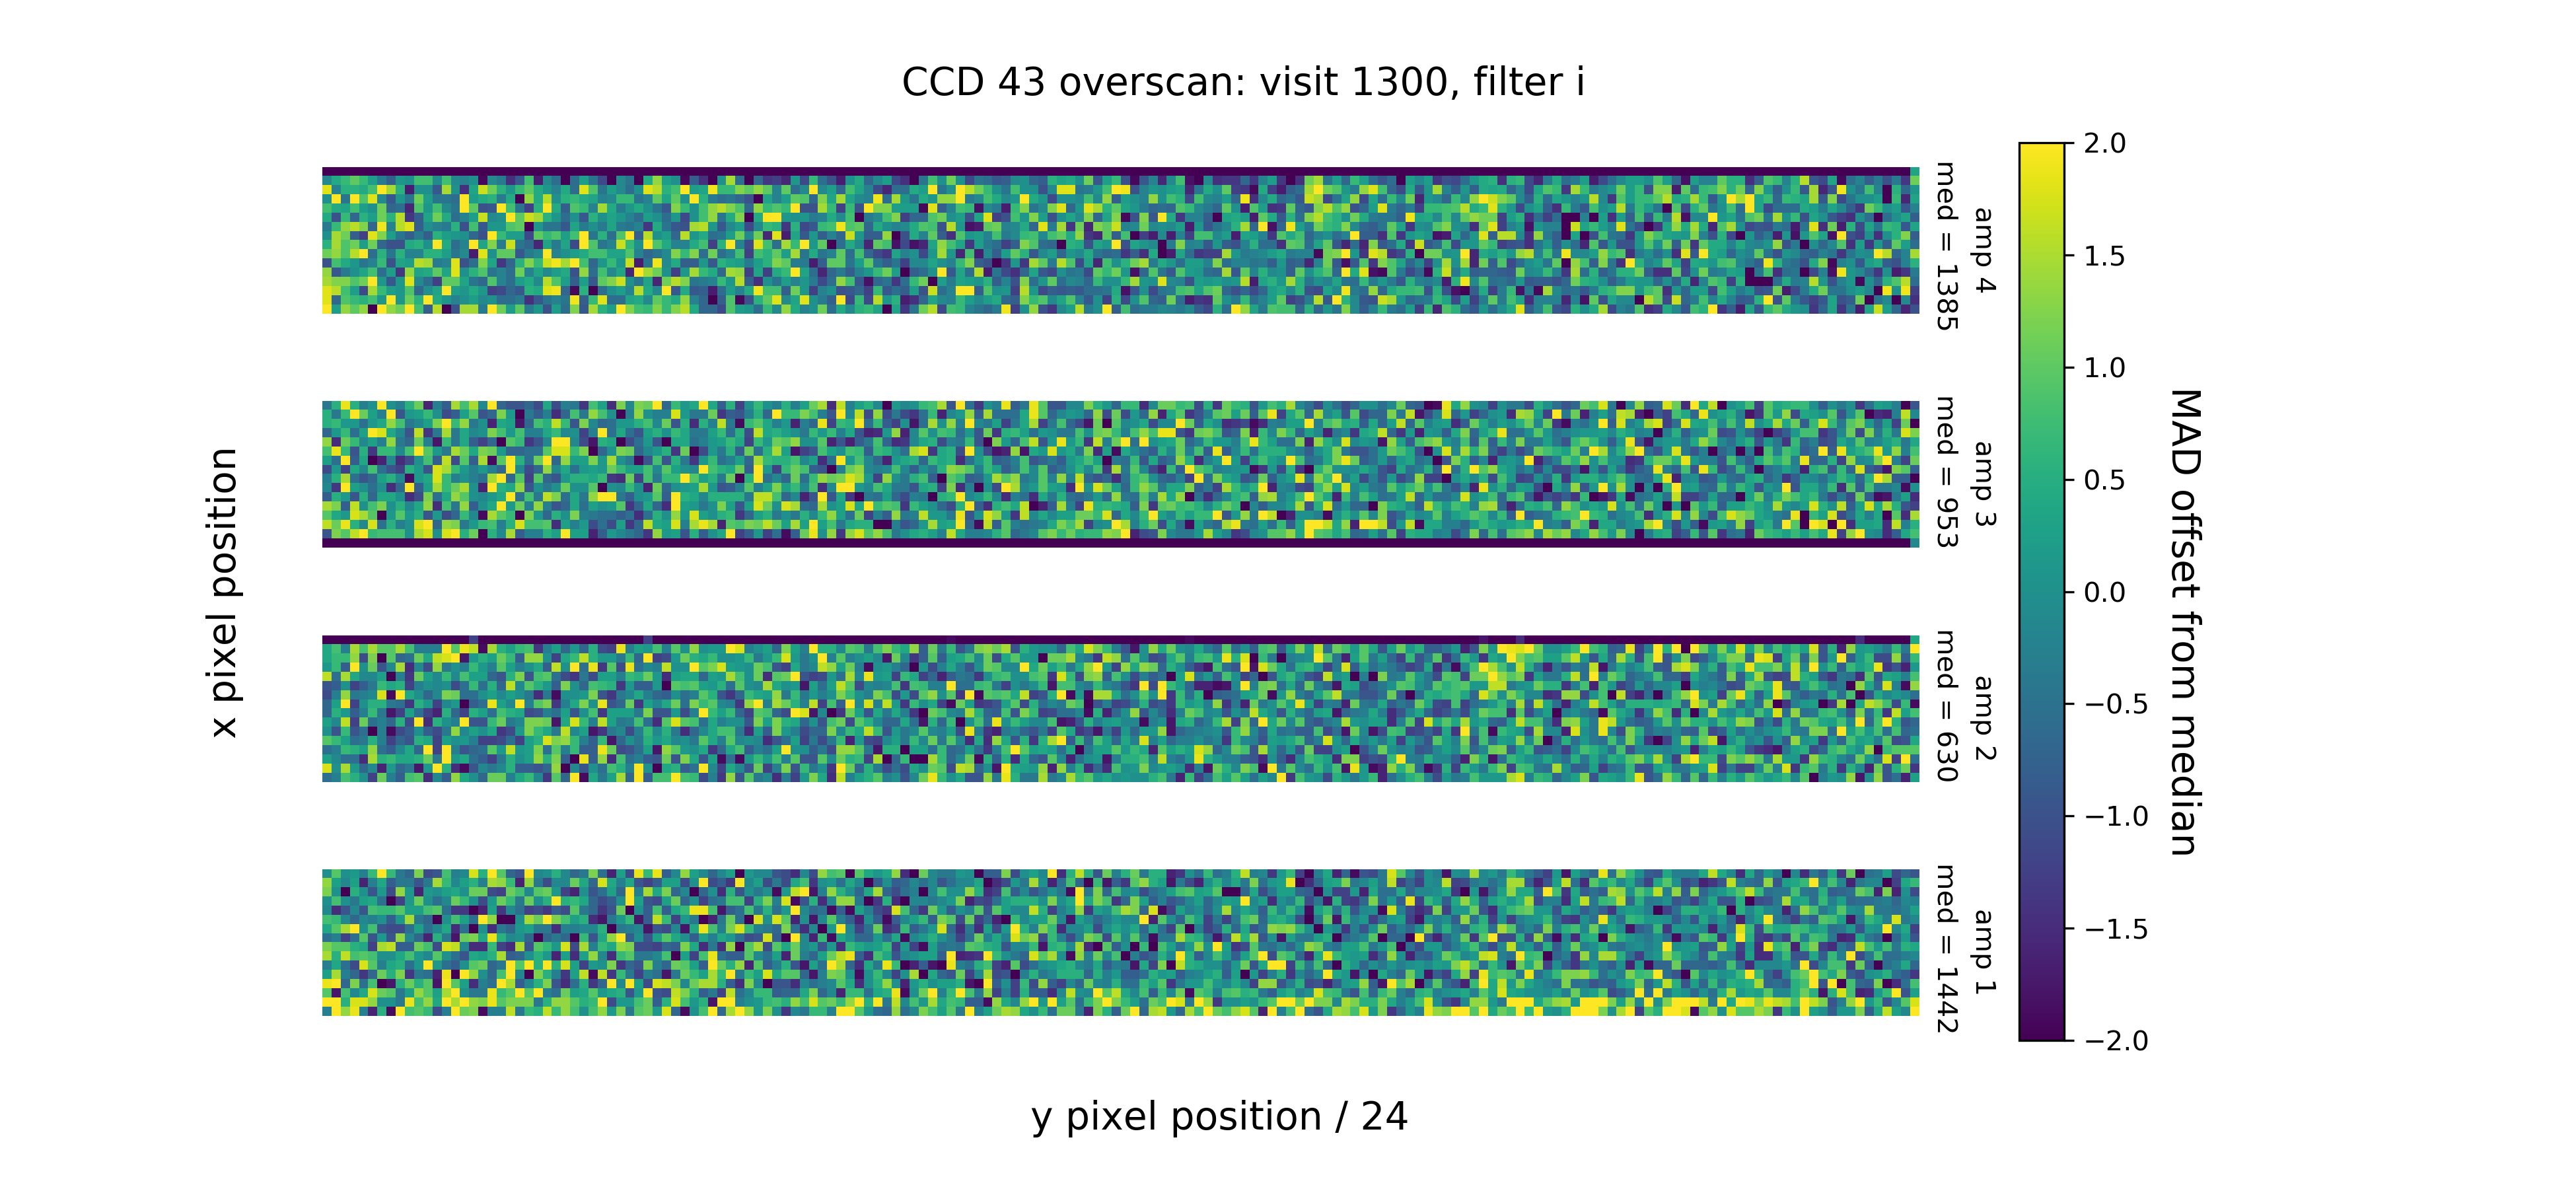 CCD 43 overscan: visit 1300, filter i
x pixel position
amp 4
med = 1385
amp 3
med = 953
amp 2
med = 630
amp 1
med = 1442
2.0
1.5
1.0
0.5
0.0
−0.5
−1.0
−1.5
−2.0
MAD offset from median
y pixel position / 24